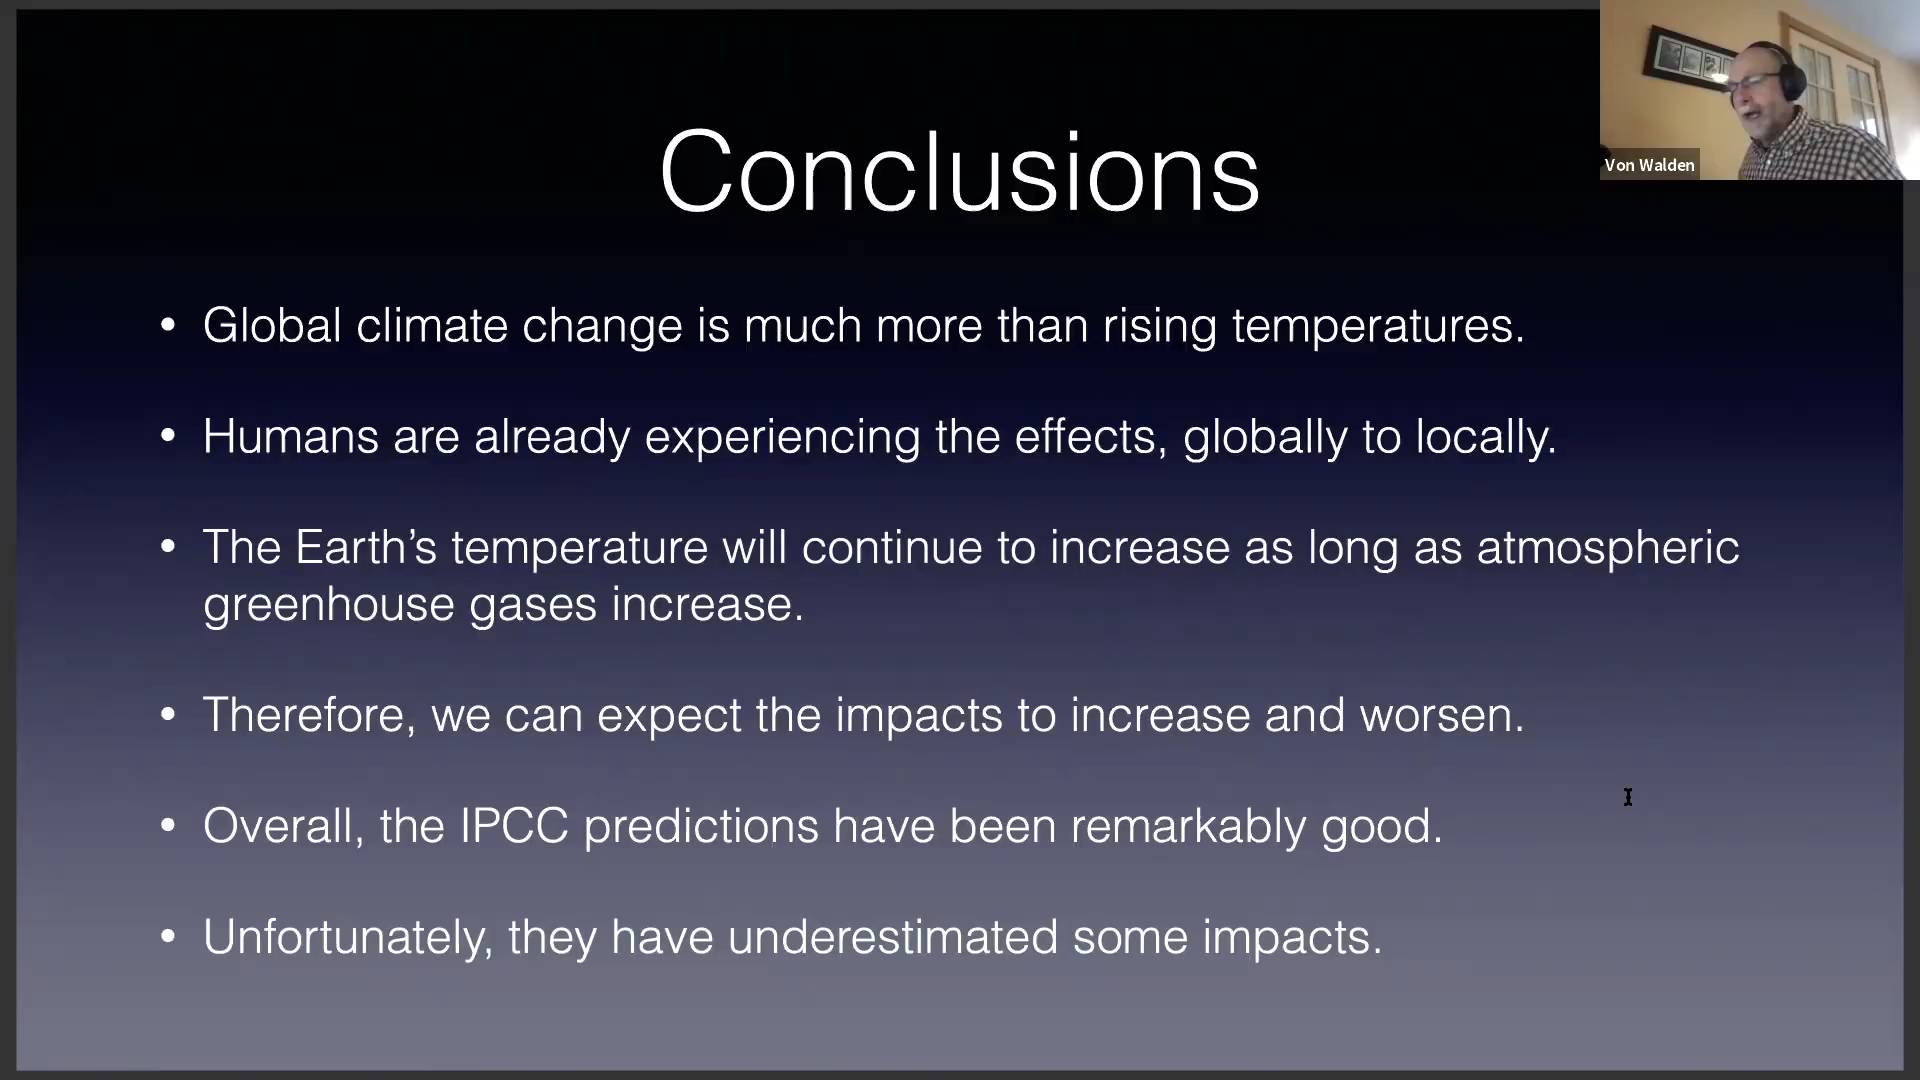 Conclusions
Von Walden
• Global climate change is much more than rising temperatures.
• Humans are already experiencing the effects, globally to locally.
• The Earth’s temperature will continue to increase as long as atmospheric
greenhouse gases increase.
• Therefore, we can expect the impacts to increase and worsen.
• Overall, the IPCC predictions have been remarkably good.
• Unfortunately, they have underestimated some impacts.